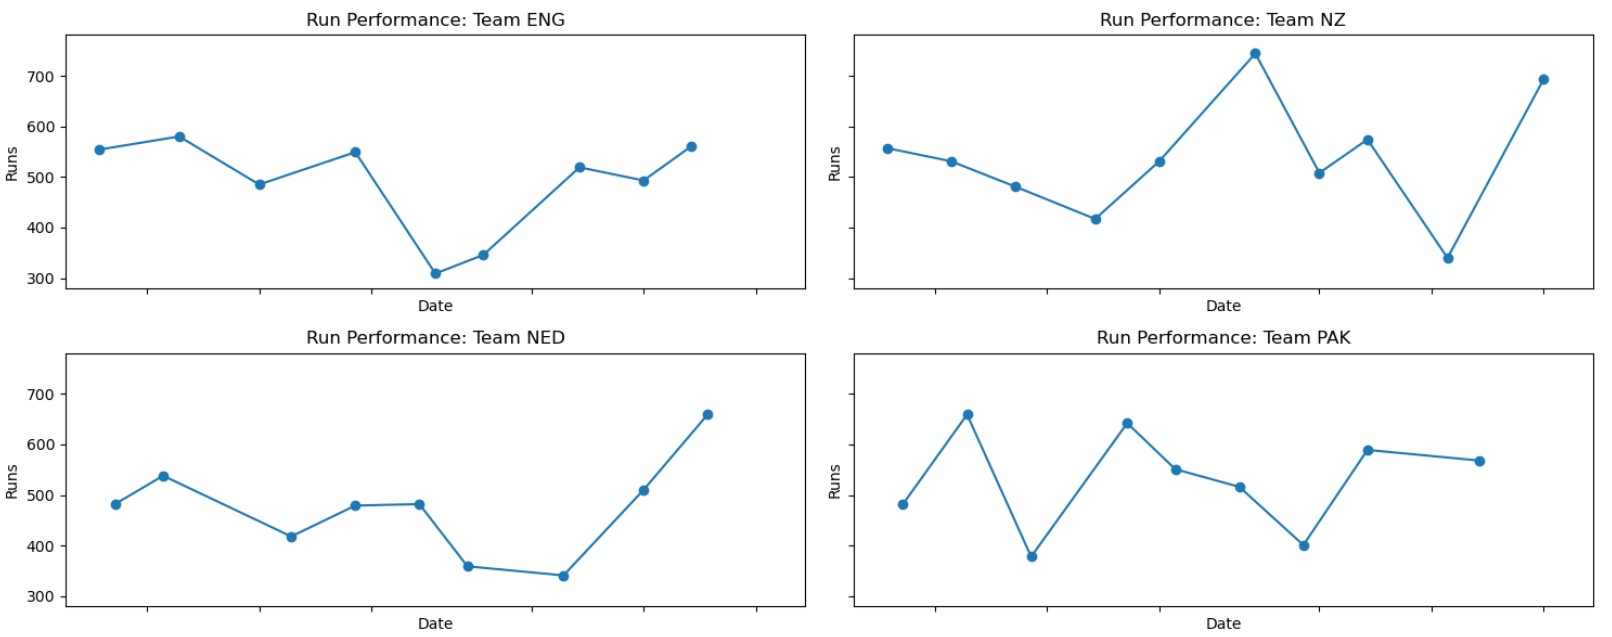 Run Performance: Team ENG
Runs
700
600
500
400
300
Date
Run Performance: Team NZ
Runs
Date
Run Performance: Team NED
Runs
700
600
500
400
300
Date
Run Performance: Team PAK
Runs
Date